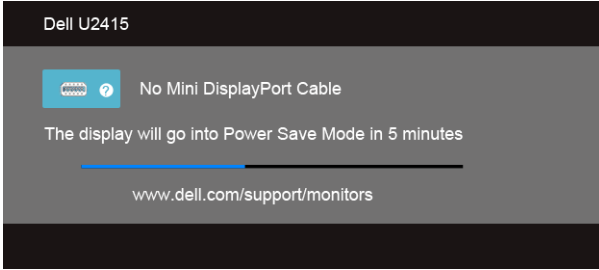 Dell U2415
No Mini DisplayPort Cable
The display will go into Power Save Mode in 5 minutes
www.dell.com/support/monitors